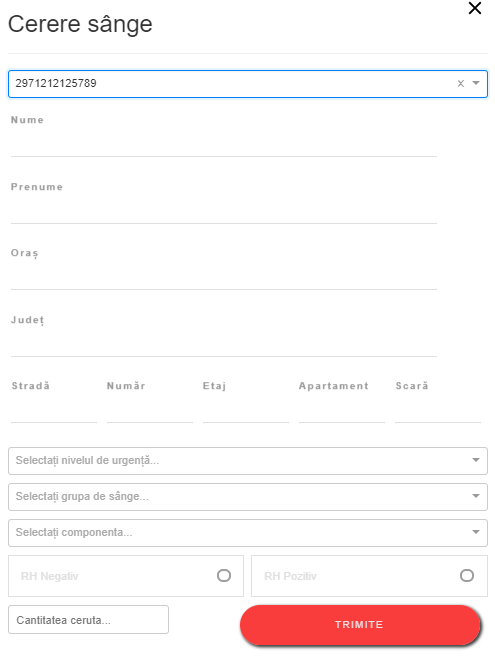 Cerere sânge
2971212125789
Nume
Prenume
Oraș
Județ
Stradă Număr Etaj Apartament Scară
Selectați nivelul de urgență...
Selectați grupa de sânge...
Selectați componenta...
RH Negativ RH Pozitiv
Cantitatea ceruta... TRIMITE